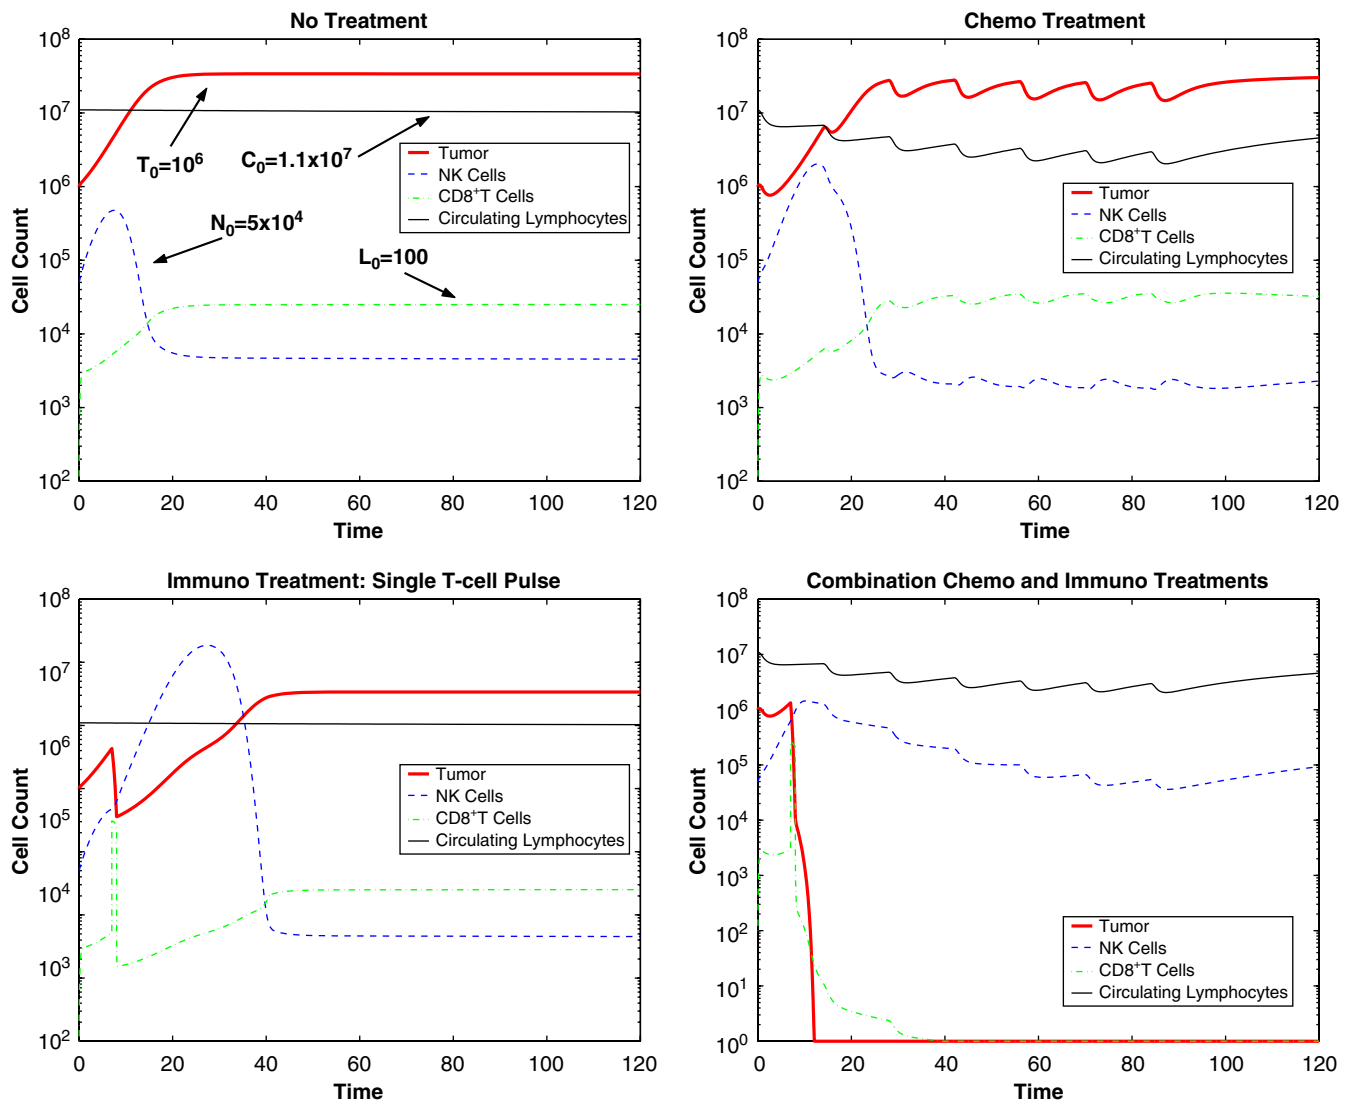 No Treatment
10⁸
10⁷
10⁶
10⁵
10⁴
10³
10²
Cell Count
T₀=10⁶
C₀=1.1x10⁷
N₀=5x10⁴
L₀=100
Tumor
NK Cells
CD8⁺T Cells
Circulating Lymphocytes
0 20 40 60 80 100 120
Time
Chemo Treatment
10⁸
10⁷
10⁶
10⁵
10⁴
10³
10²
Cell Count
Tumor
NK Cells
CD8⁺T Cells
Circulating Lymphocytes
0 20 40 60 80 100 120
Time
Immuno Treatment: Single T-cell Pulse
10⁸
10⁷
10⁶
10⁵
10⁴
10³
10²
Cell Count
Tumor
NK Cells
CD8⁺T Cells
Circulating Lymphocytes
0 20 40 60 80 100 120
Time
Combination Chemo and Immuno Treatments
10⁸
10⁷
10⁶
10⁵
10⁴
10³
10²
10¹
10⁰
Cell Count
Tumor
NK Cells
CD8⁺T Cells
Circulating Lymphocytes
0 20 40 60 80 100 120
Time